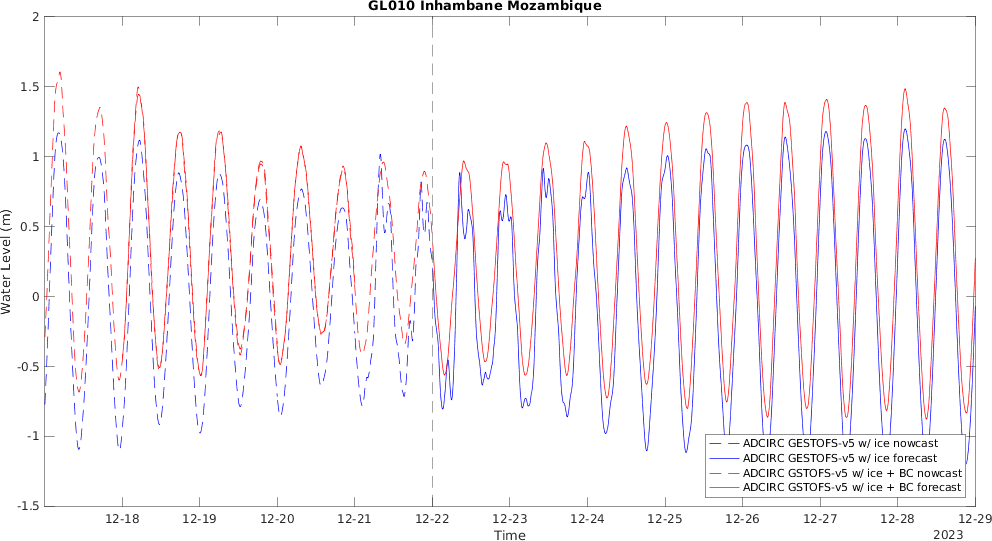 GL010 Inhambane Mozambique
2
1.5
1
0.5
0
-0.5
-1
-1.5
Water Level (m)
ADCIRC GESTOFS-v5 w/ ice nowcast
ADCIRC GESTOFS-v5 w/ ice forecast
ADCIRC GSTOFS-v5 w/ ice + BC nowcast
ADCIRC GSTOFS-v5 w/ ice + BC forecast
12-18 12-19 12-20 12-21 12-22 12-23 12-24 12-25 12-26 12-27 12-28 12-29
Time
2023